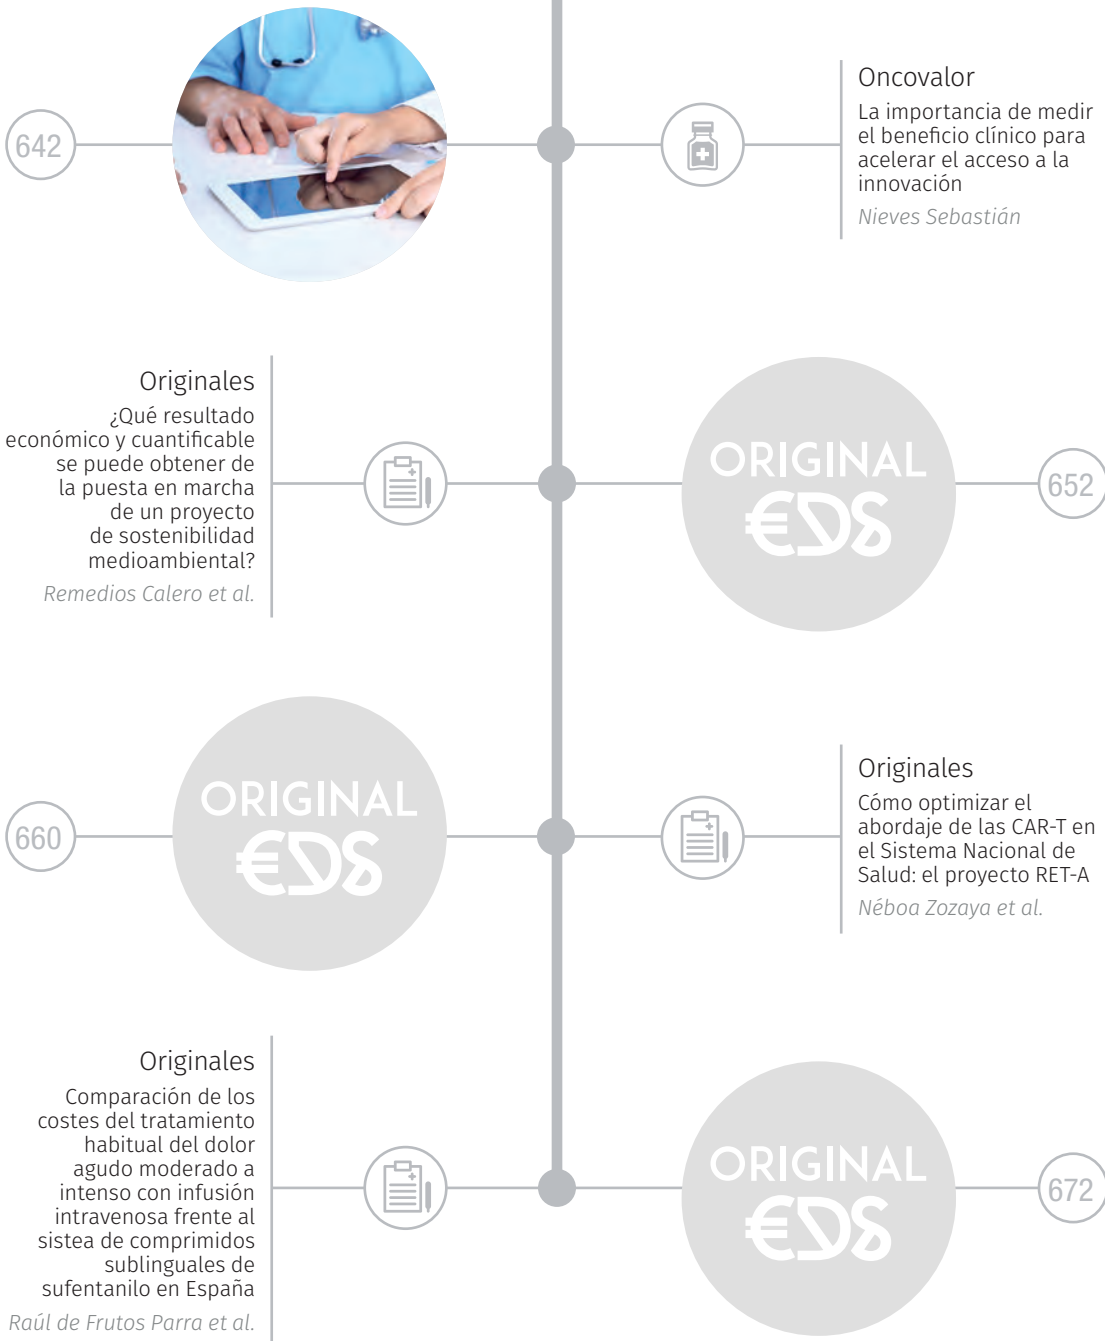 642
Oncovalor
La importancia de medir
el beneficio clínico para
acelerar el acceso a la
innovación
Nieves Sebastián
Originales
¿Qué resultado
económico y cuantificable
se puede obtener de
la puesta en marcha
de un proyecto
de sostenibilidad
medioambiental?
Remedios Calero et al.
ORIGINAL
€DS
652
ORIGINAL
€DS
660
Originales
Cómo optimizar el
abordaje de las CAR-T en
el Sistema Nacional de
Salud: el proyecto RET-A
Néboa Zozaya et al.
Originales
Comparación de los
costes del tratamiento
habitual del dolor
agudo moderado a
intenso con infusión
intravenosa frente al
sistea de comprimidos
sublinguales de
sufentanilo en España
Raúl de Frutos Parra et al.
ORIGINAL
€DS
672